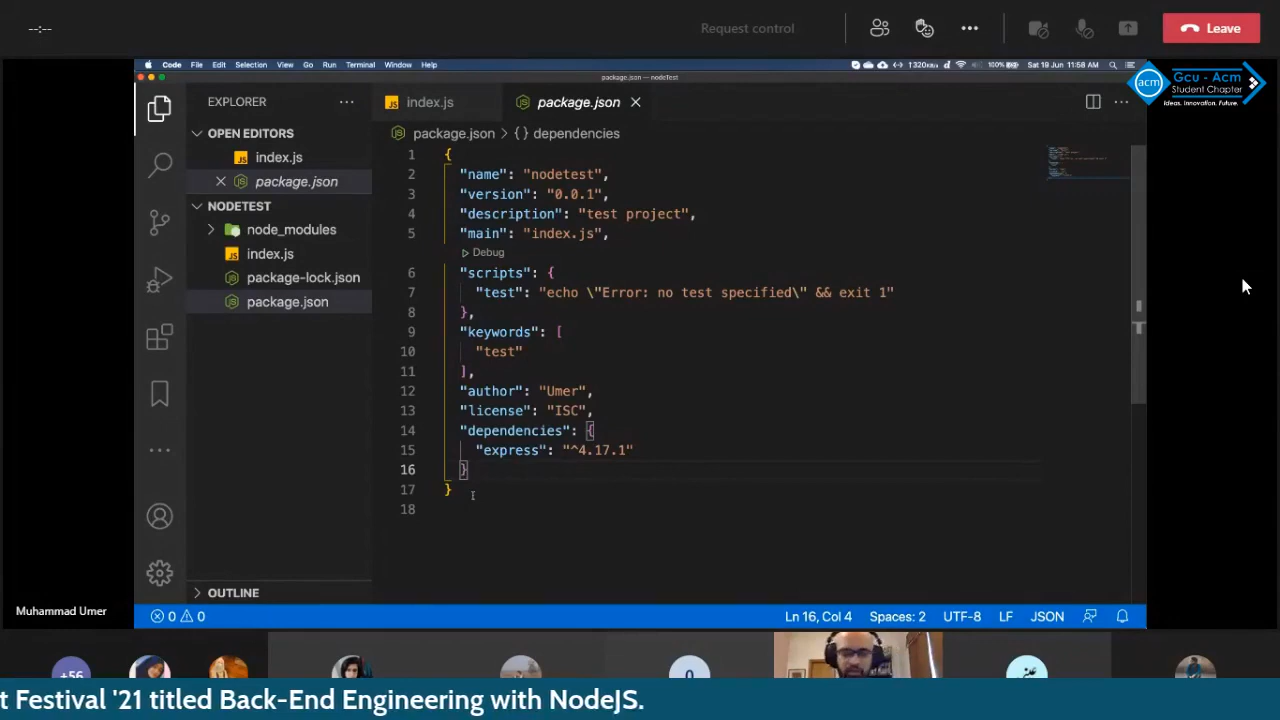 --:--
Request control
Leave
Code File Edit Selection View Go Run Terminal Window Help
100% Sat 19 Jun 11:58 AM
package.json — nodeTest
acm
Gcu - Acm
Student Chapter
Ideas. Innovation. Future.
EXPLORER
index.js
package.json
OPEN EDITORS
index.js
package.json
NODETEST
node_modules
index.js
package-lock.json
package.json
OUTLINE
package.json > {} dependencies
1 {
2 "name": "nodetest",
3 "version": "0.0.1",
4 "description": "test project",
5 "main": "index.js",
Debug
6 "scripts": {
7 "test": "echo \"Error: no test specified\" && exit 1"
8 },
9 "keywords": [
10 "test"
11 ],
12 "author": "Umer",
13 "license": "ISC",
14 "dependencies": {
15 "express": "^4.17.1"
16 }
17 }
18
Muhammad Umer
0 0
Ln 16, Col 4 Spaces: 2 UTF-8 LF JSON
+56
t Festival '21 titled Back-End Engineering with NodeJS.